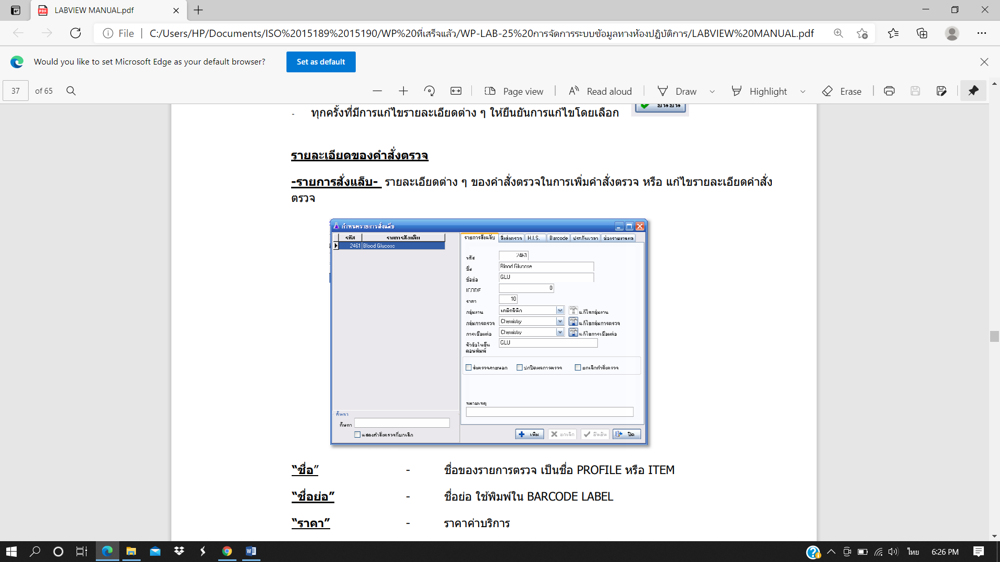 LABVIEW MANUAL.pdf
File
C:/Users/HP/Documents/ISO%2015189%2015190/WP%20ที่เสร็จแล้ว/WP-LAB-25%20การจัดการระบบข้อมูลทางห้องปฏิบัติการ/LABVIEW%20MANUAL.pdf
Would you like to set Microsoft Edge as your default browser?
Set as default
37 of 65
Page view
Read aloud
Draw
Highlight
Erase
- ทุกครั้งที่มีการแก้ไขรายละเอียดต่าง ๆ ให้ยืนยันการแก้ไขโดยเลือก ยืนยัน
รายละเอียดของคำสั่งตรวจ
-รายการสั่งแล็บ- รายละเอียดต่าง ๆ ของคำสั่งตรวจในการเพิ่มคำสั่งตรวจ หรือ แก้ไขรายละเอียดคำสั่ง
ตรวจ
กำหนดรายการสั่งแล็บ
รหัส รายการสั่งแล็บ
2461 Blood Glucose
รายการสั่งแล็บ สิ่งส่งตรวจ H.I.S. Barcode ประกันเวลา ช่องรายงานผล
รหัส 2461
ชื่อ Blood Glucose
ชื่อย่อ GLU
ICODE 0
ราคา 10
กลุ่มงาน เคมีคลินิก แก้ไขกลุ่มงาน
กลุ่มการตรวจ Chemistry แก้ไขกลุ่มการตรวจ
การเชื่อมต่อ Chemistry แก้ไขการเชื่อมต่อ
หัวข้อใบขั้น GLU
ตอนพิมพ์
ส่งตรวจภายนอก ปกปิดผลการตรวจ ยกเลิกคำสั่งตรวจ
หมายเหตุ
ค้นหา
ค้นหา
แสดงคำสั่งตรวจที่ยกเลิก
เพิ่ม ยกเลิก ยืนยัน ปิด
“ชื่อ” - ชื่อของรายการตรวจ เป็นชื่อ PROFILE หรือ ITEM
“ชื่อย่อ” - ชื่อย่อ ใช้พิมพ์ใน BARCODE LABEL
“ราคา” - ราคาค่าบริการ
ไทย
6:26 PM